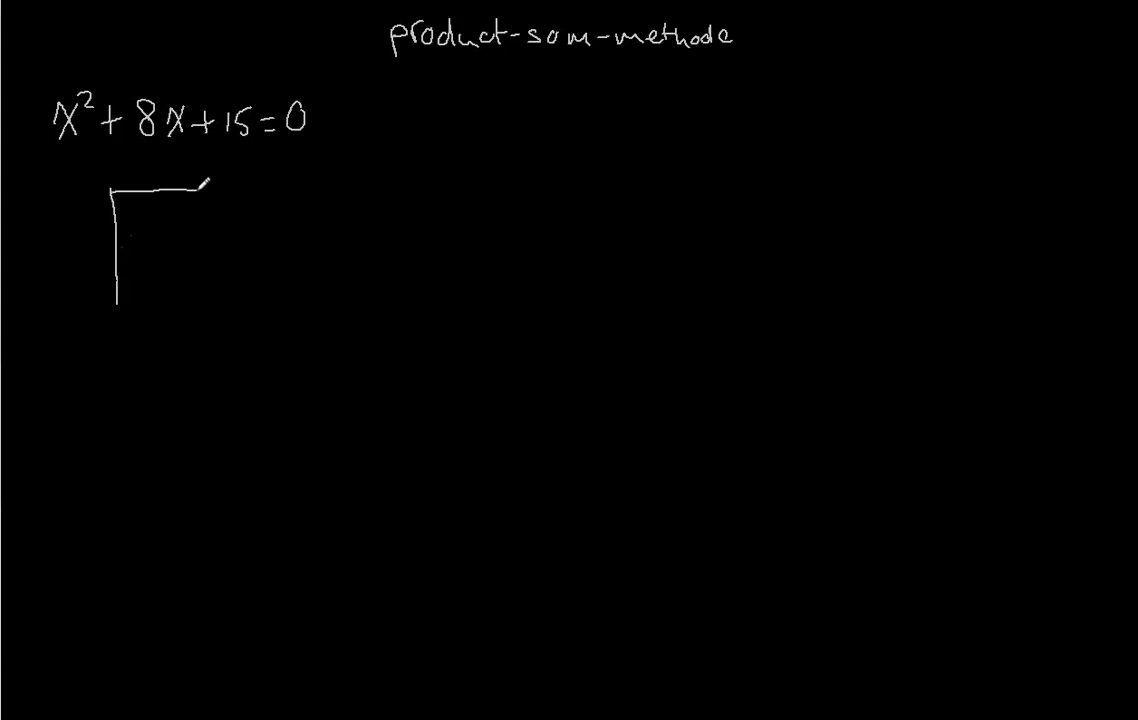 product-som-methode
x² + 8x + 15 = 0